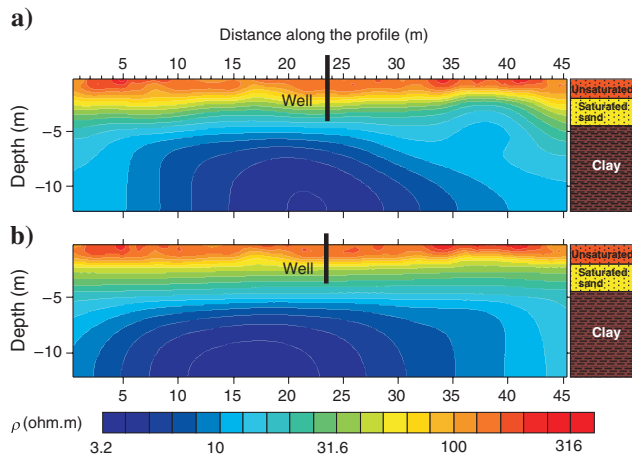 a)
Distance along the profile (m)
5 10 15 20 25 30 35 40 45
Well
Depth (m)
−5
−10
Unsaturated
Saturated
sand
Clay
b)
Well
Depth (m)
−5
−10
Unsaturated
Saturated
sand
Clay
5 10 15 20 25 30 35 40 45
ρ (ohm.m)
3.2 10 31.6 100 316